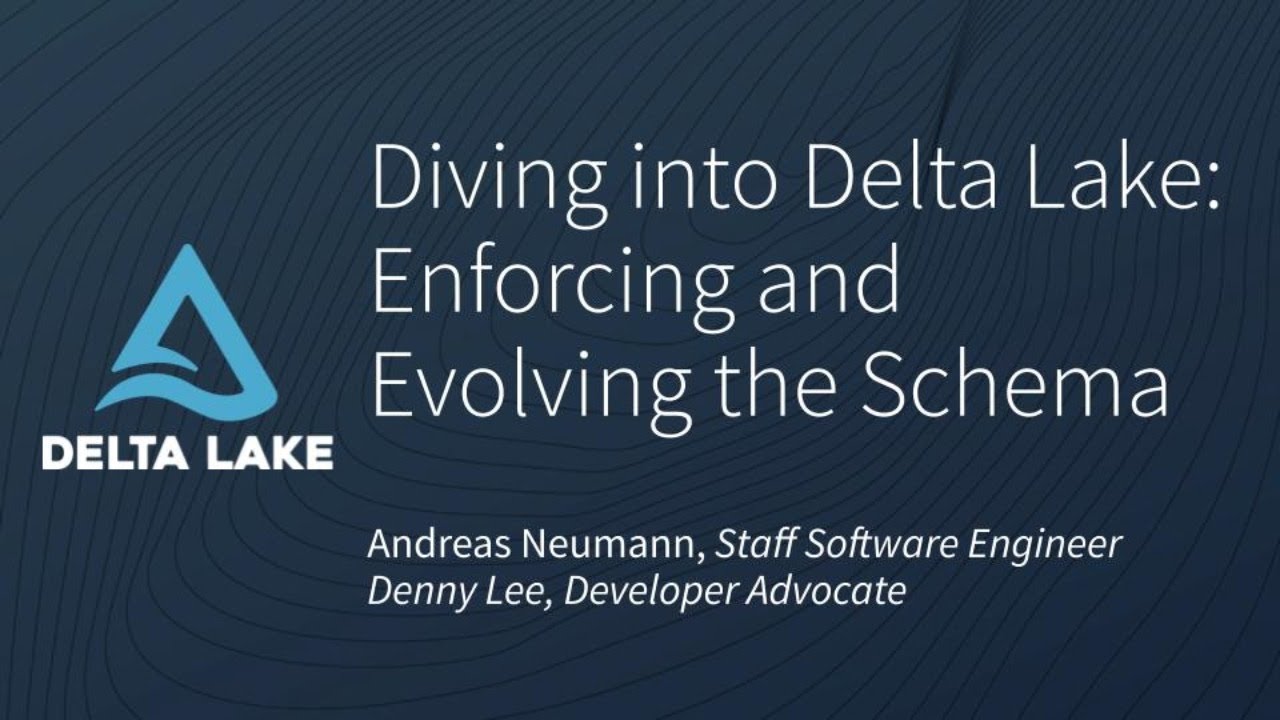 Diving into Delta Lake:
Enforcing and
Evolving the Schema
DELTA LAKE
Andreas Neumann, Staff Software Engineer
Denny Lee, Developer Advocate